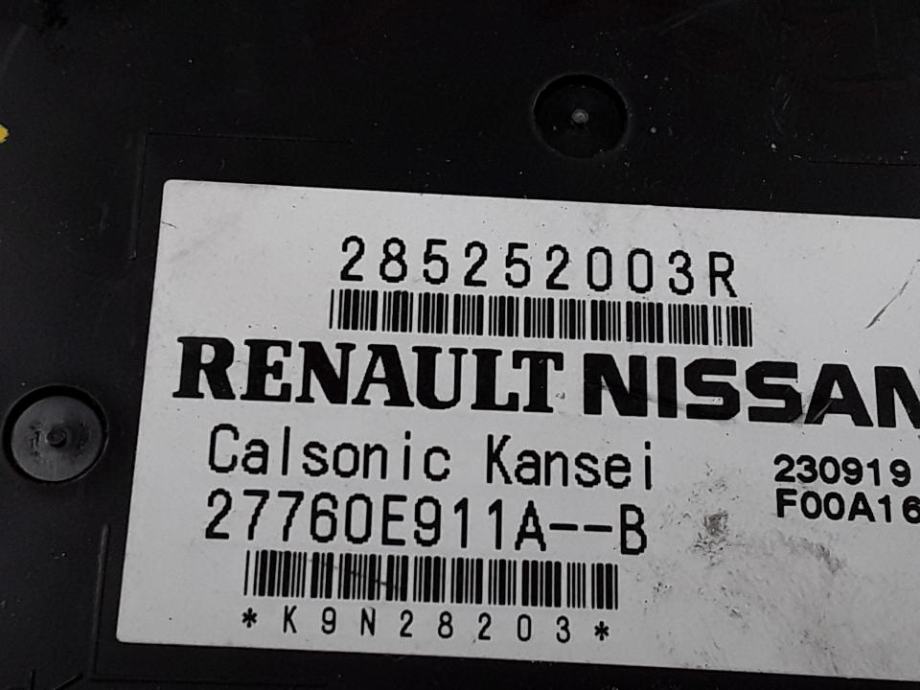 285252003R
RENAULT NISSAN
Calsonic Kansei
230919
27760E911A--B
F00A16
*K9N28203*